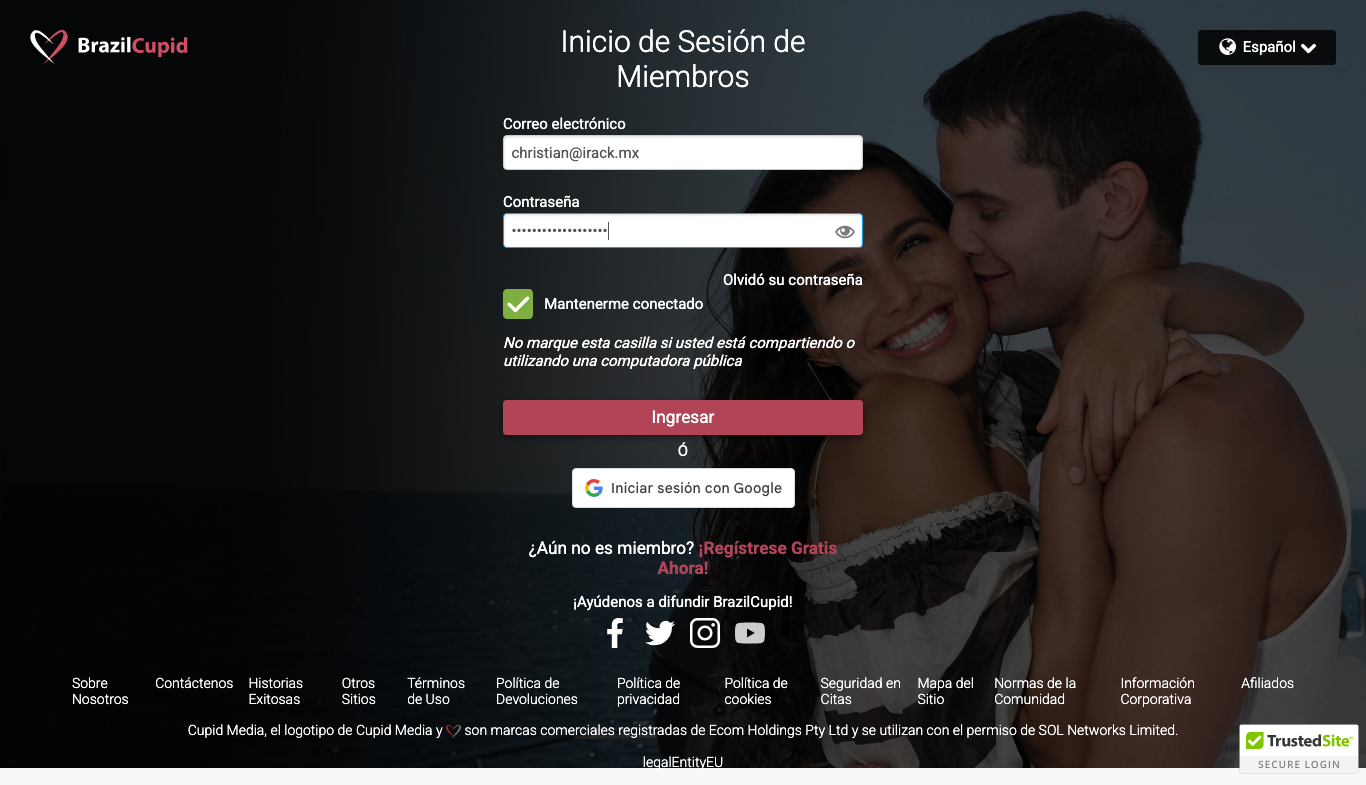 BrazilCupid
Inicio de Sesión de
Miembros
Español
Correo electrónico
christian@irack.mx
Contraseña
Olvidó su contraseña
Mantenerme conectado
No marque esta casilla si usted está compartiendo o
utilizando una computadora pública
Ingresar
Ó
Iniciar sesión con Google
¿Aún no es miembro? ¡Regístrese Gratis
Ahora!
¡Ayúdenos a difundir BrazilCupid!
Sobre
Nosotros
Contáctenos
Historias
Exitosas
Otros
Sitios
Términos
de Uso
Política de
Devoluciones
Política de
privacidad
Política de
cookies
Seguridad en
Citas
Mapa del
Sitio
Normas de la
Comunidad
Información
Corporativa
Afiliados
Cupid Media, el logotipo de Cupid Media y son marcas comerciales registradas de Ecom Holdings Pty Ltd y se utilizan con el permiso de SOL Networks Limited.
legalEntityEU
TrustedSite
SECURE LOGIN